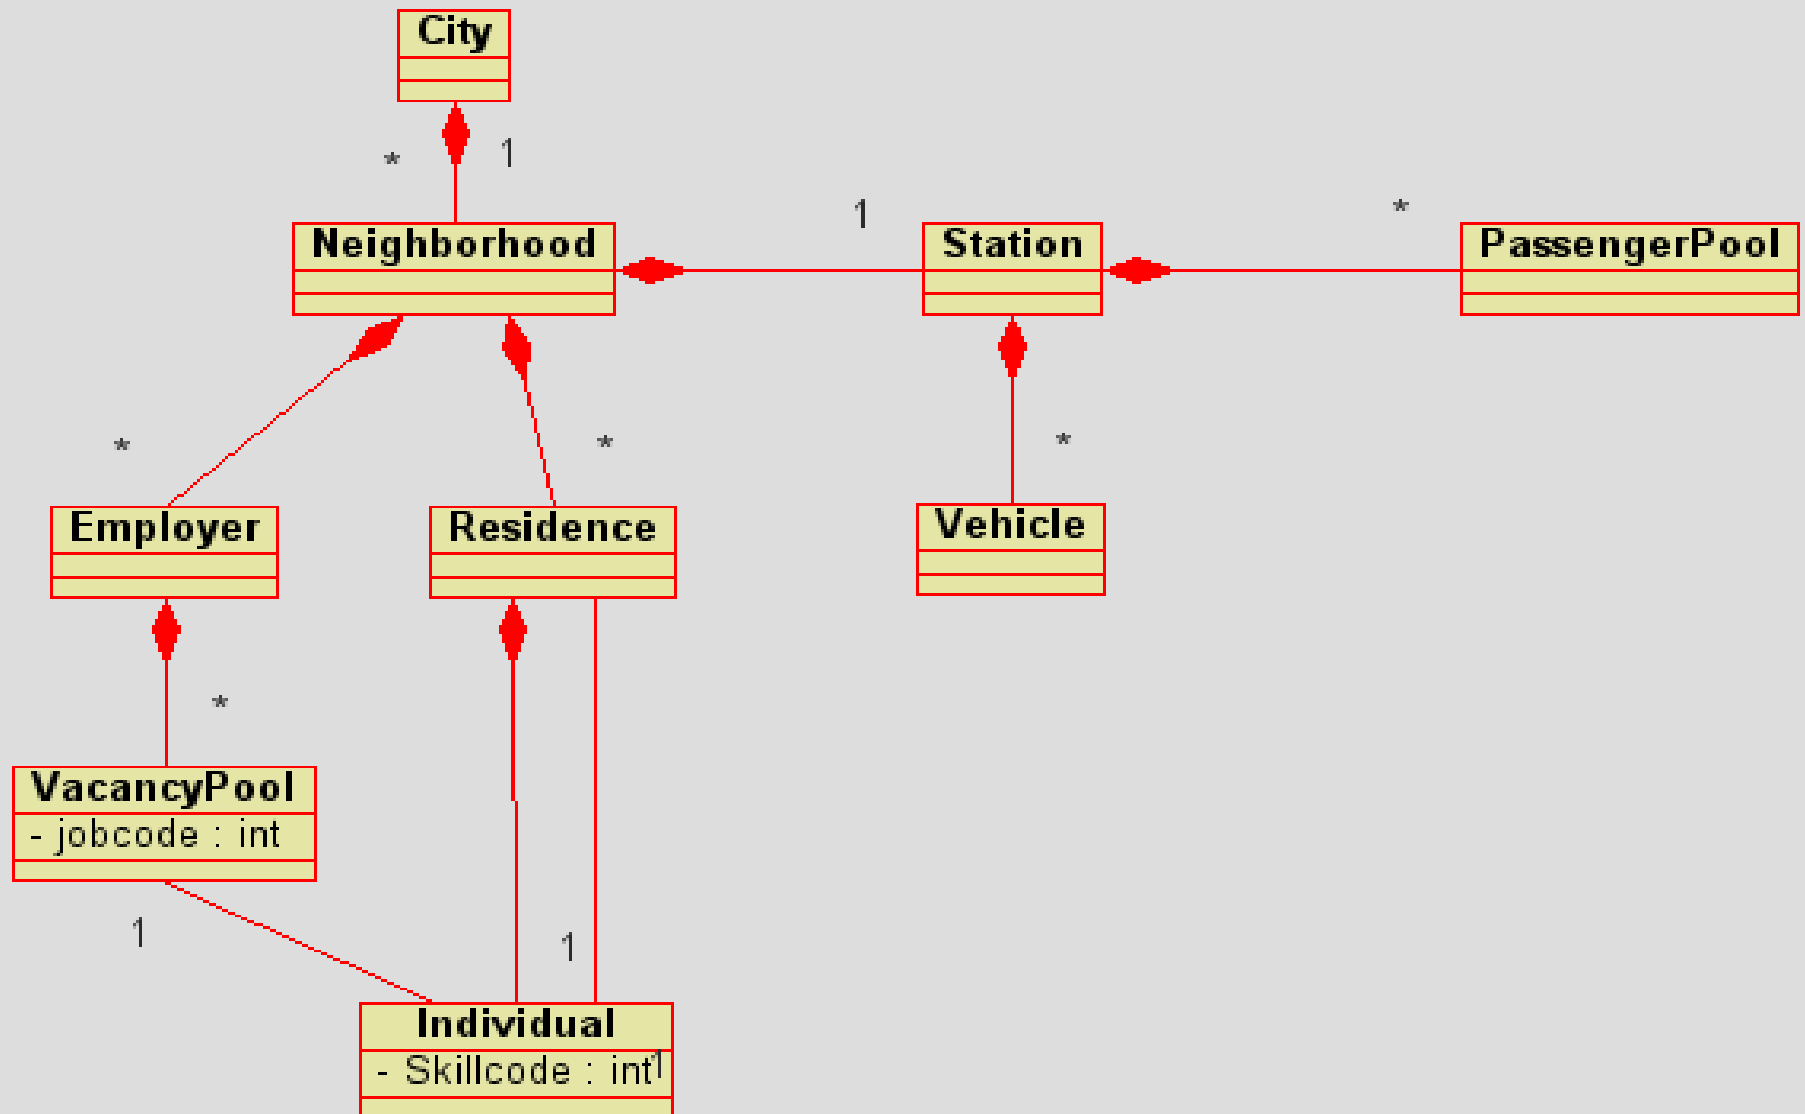 City
*
1
Neighborhood
1
Station
*
PassengerPool
*
*
*
Employer
Residence
Vehicle
*
VacancyPool
- jobcode : int
1
1
Individual
- Skillcode : int
1